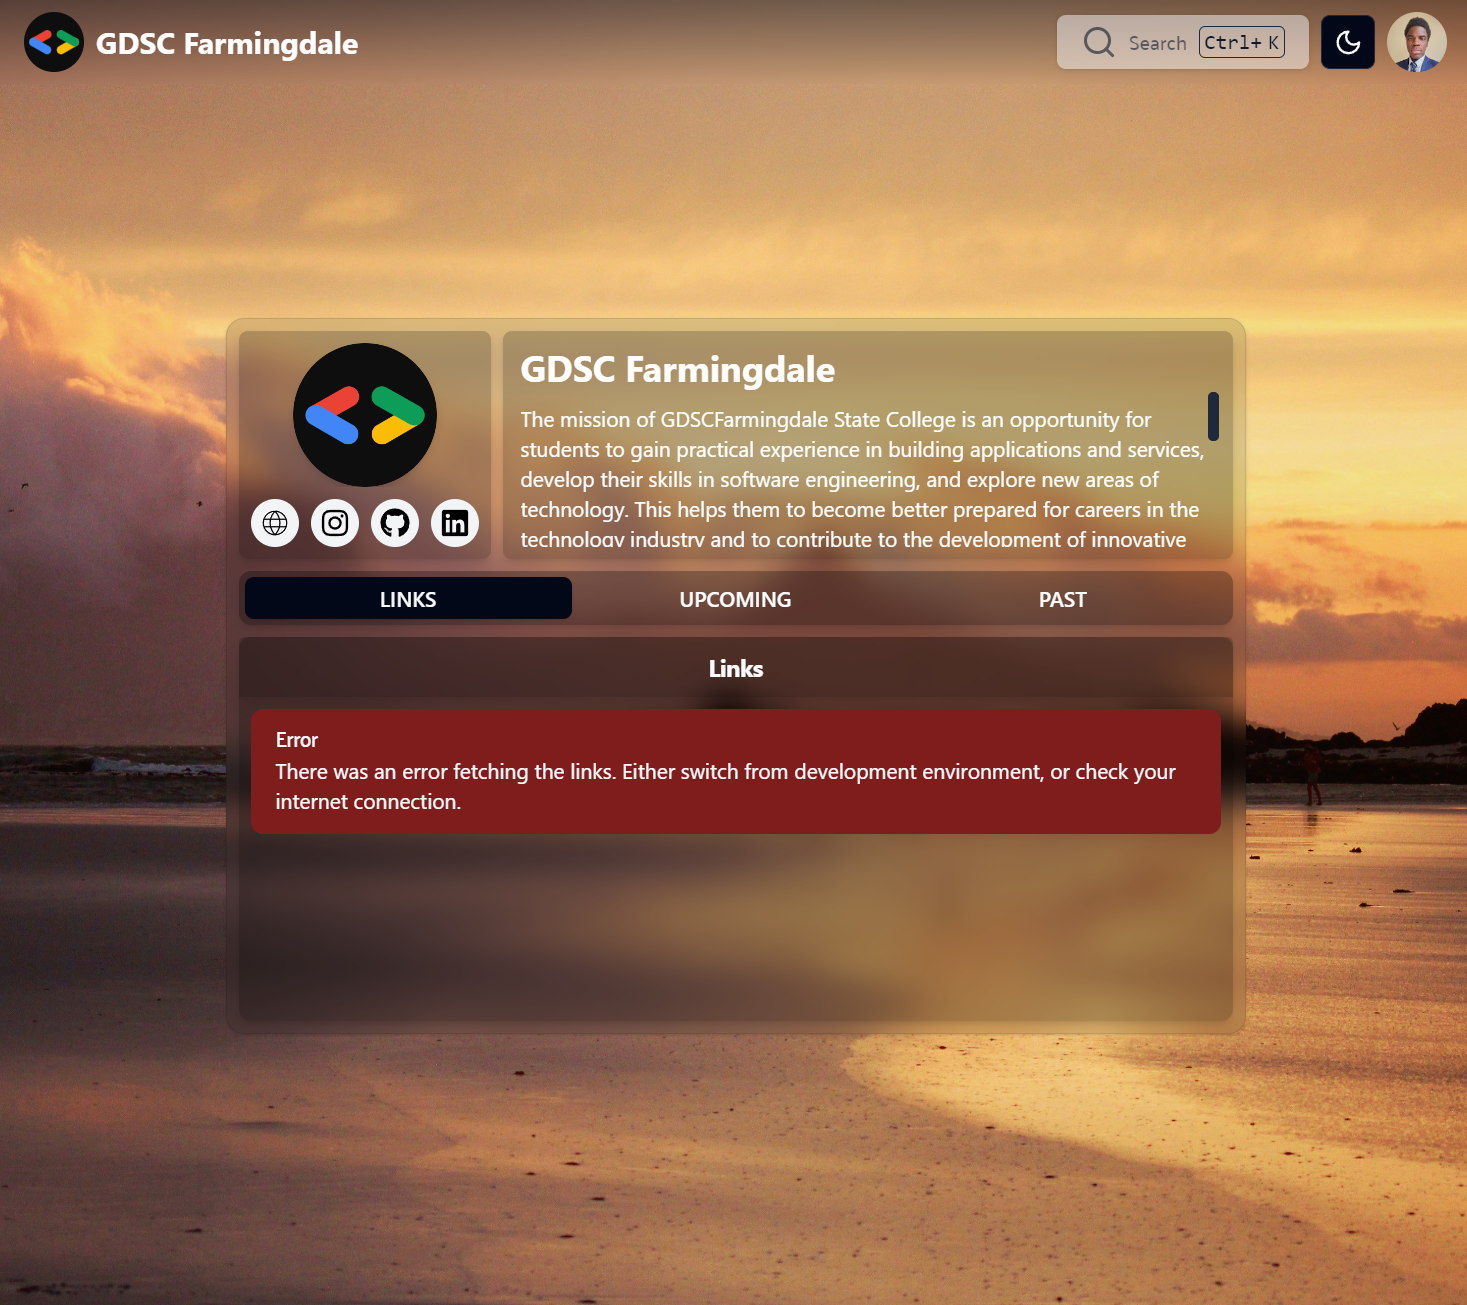 GDSC Farmingdale
Search Ctrl+ K
GDSC Farmingdale
The mission of GDSCFarmingdale State College is an opportunity for
students to gain practical experience in building applications and services,
develop their skills in software engineering, and explore new areas of
technology. This helps them to become better prepared for careers in the
technology industry and to contribute to the development of innovative
LINKS
UPCOMING
PAST
Links
Error
There was an error fetching the links. Either switch from development environment, or check your
internet connection.